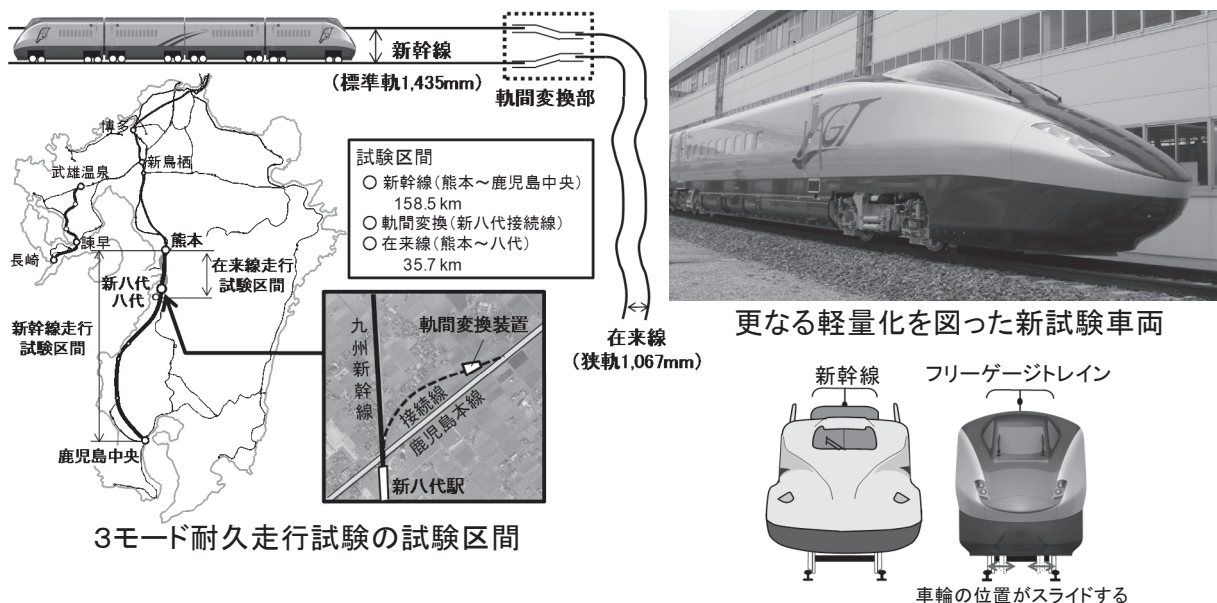 新幹線
(標準軌1,435mm)
軌間変換部
博多
新鳥栖
武雄温泉
諫早
長崎
熊本
新八代
八代
在来線走行
試験区間
新幹線走行
試験区間
鹿児島中央
試験区間
○ 新幹線(熊本～鹿児島中央)
158.5 km
○ 軌間変換(新八代接続線)
○ 在来線(熊本～八代)
35.7 km
九州新幹線
軌間変換装置
接続線
鹿児島本線
新八代駅
在来線
(狭軌1,067mm)
3モード耐久走行試験の試験区間
更なる軽量化を図った新試験車両
新幹線
フリーゲージトレイン
車輪の位置がスライドする